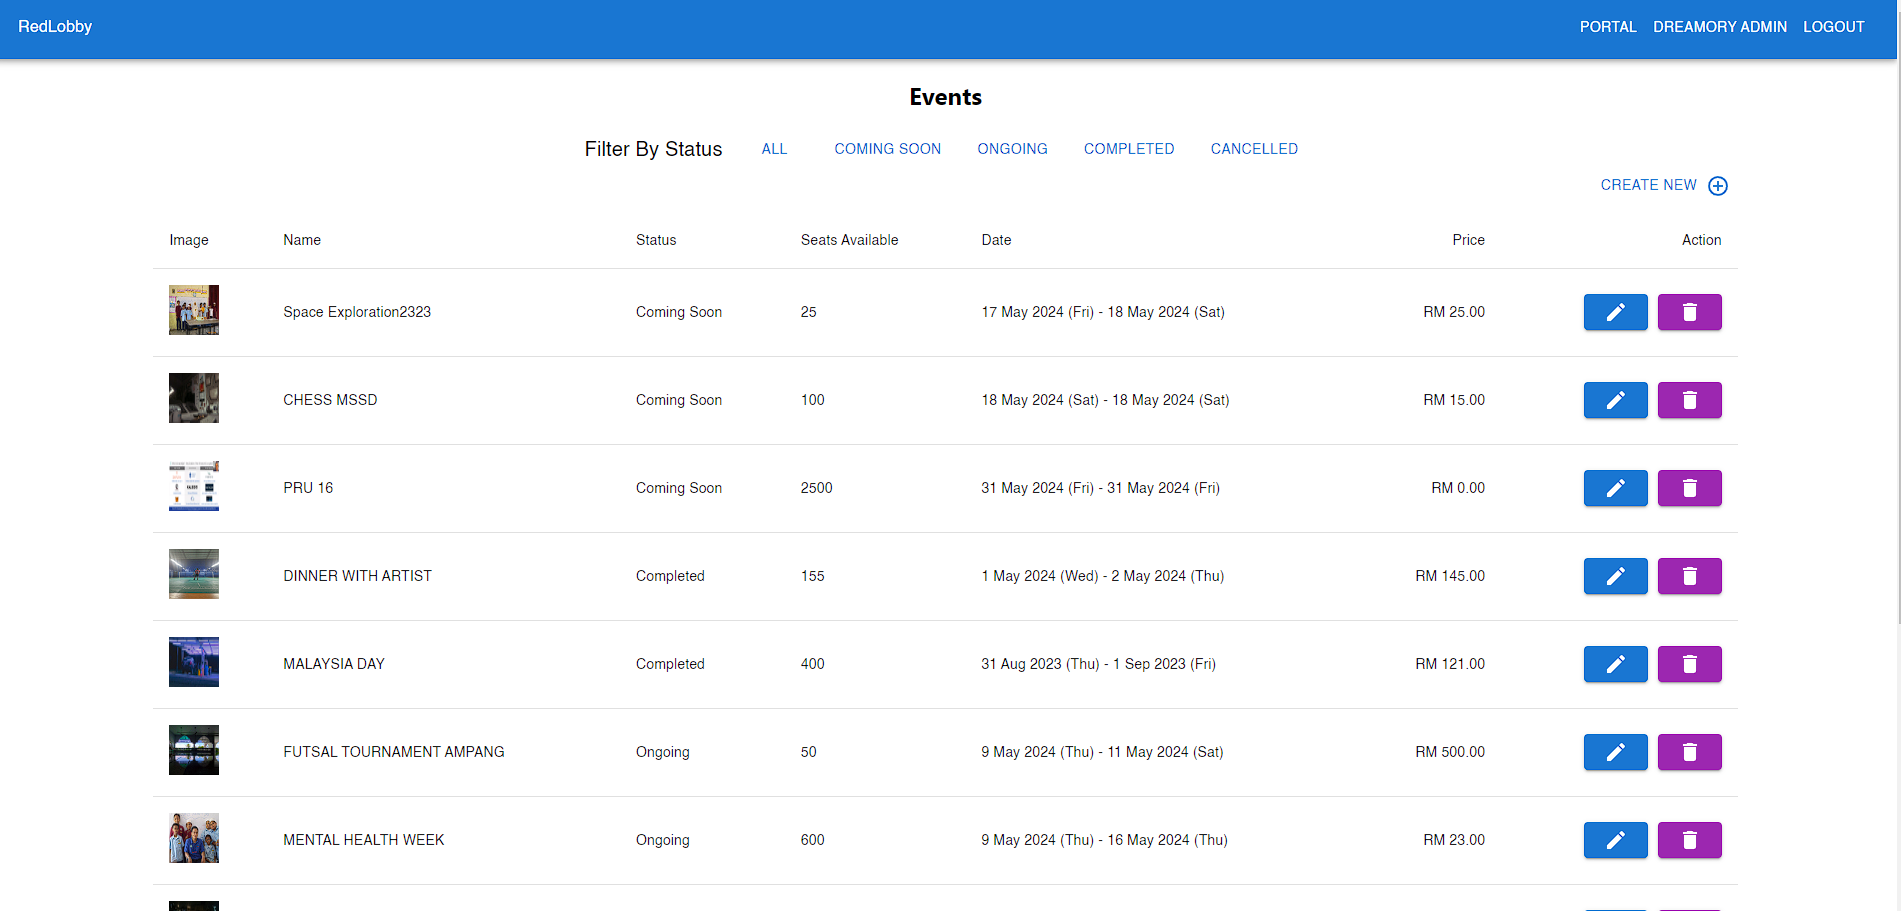 RedLobby PORTAL DREAMORY ADMIN LOGOUT
Events
Filter By Status ALL COMING SOON ONGOING COMPLETED CANCELLED
CREATE NEW
Image Name Status Seats Available Date Price Action
Space Exploration2323 Coming Soon 25 17 May 2024 (Fri) - 18 May 2024 (Sat) RM 25.00
CHESS MSSD Coming Soon 100 18 May 2024 (Sat) - 18 May 2024 (Sat) RM 15.00
PRU 16 Coming Soon 2500 31 May 2024 (Fri) - 31 May 2024 (Fri) RM 0.00
DINNER WITH ARTIST Completed 155 1 May 2024 (Wed) - 2 May 2024 (Thu) RM 145.00
MALAYSIA DAY Completed 400 31 Aug 2023 (Thu) - 1 Sep 2023 (Fri) RM 121.00
FUTSAL TOURNAMENT AMPANG Ongoing 50 9 May 2024 (Thu) - 11 May 2024 (Sat) RM 500.00
MENTAL HEALTH WEEK Ongoing 600 9 May 2024 (Thu) - 16 May 2024 (Thu) RM 23.00